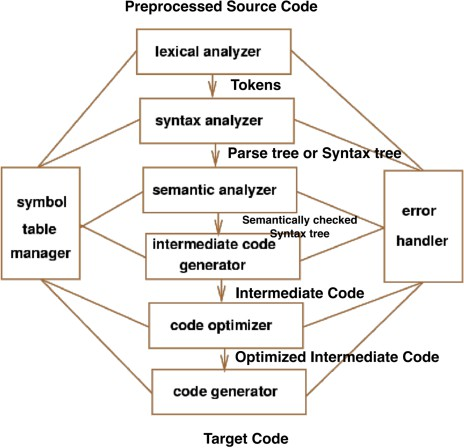 Preprocessed Source Code
lexical analyzer
Tokens
syntax analyzer
Parse tree or Syntax tree
semantic analyzer
Semantically checked
Syntax tree
symbol
table
manager
error
handler
intermediate code
generator
Intermediate Code
code optimizer
Optimized Intermediate Code
code generator
Target Code